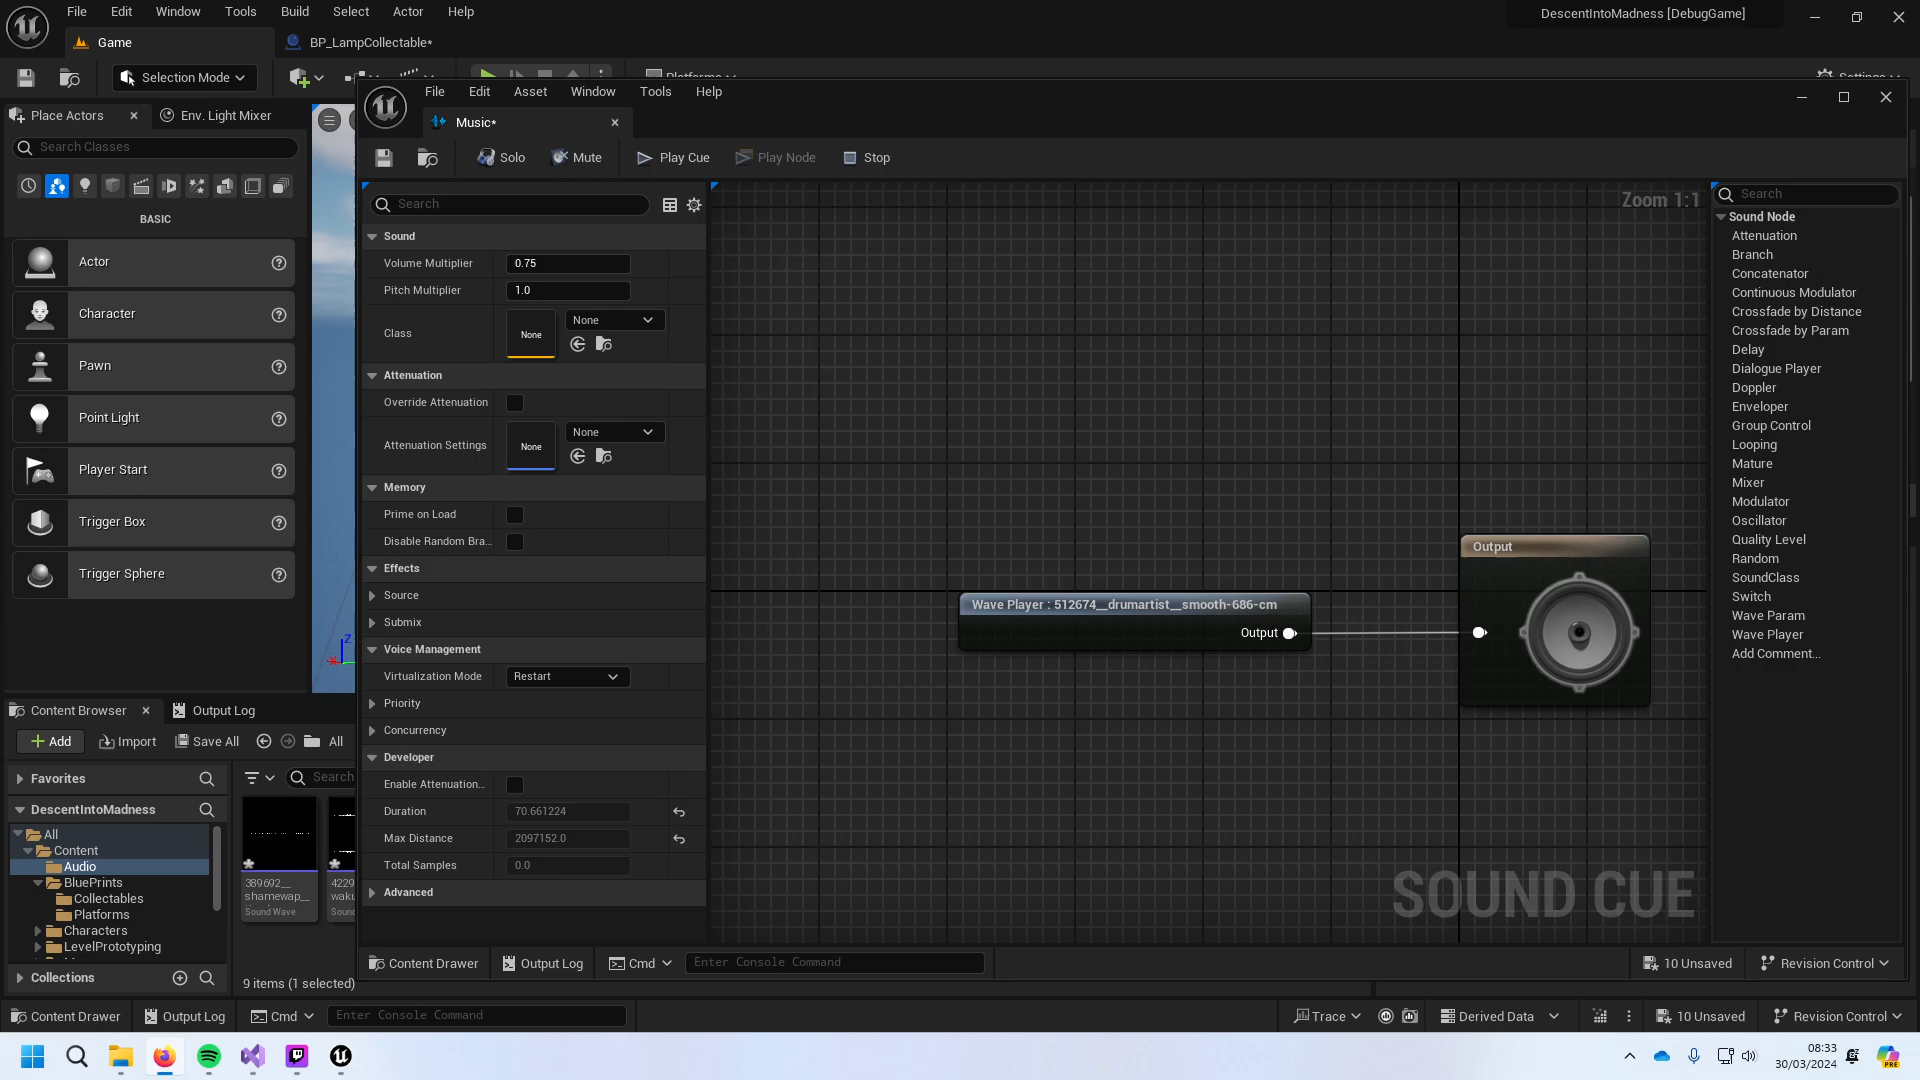 File Edit Window Tools Build Select Actor Help
DescentIntoMadness [DebugGame]
Game
BP_LampCollectable*
Selection Mode
Platforms
Settings
Place Actors
Env. Light Mixer
Search Classes
BASIC
Actor
Character
Pawn
Point Light
Player Start
Trigger Box
Trigger Sphere
File Edit Asset Window Tools Help
Music*
Solo Mute Play Cue Play Node Stop
Search
Sound
Volume Multiplier 0.75
Pitch Multiplier 1.0
Class None None
Attenuation
Override Attenuation
Attenuation Settings None None
Memory
Prime on Load
Disable Random Bra...
Effects
Source
Submix
Voice Management
Virtualization Mode Restart
Priority
Concurrency
Developer
Enable Attenuation...
Duration 70.661224
Max Distance 2097152.0
Total Samples 0.0
Advanced
Zoom 1:1
Wave Player : 512674__drumartist__smooth-686-cm
Output
Output
SOUND CUE
Search
Sound Node
Attenuation
Branch
Concatenator
Continuous Modulator
Crossfade by Distance
Crossfade by Param
Delay
Dialogue Player
Doppler
Enveloper
Group Control
Looping
Mature
Mixer
Modulator
Oscillator
Quality Level
Random
SoundClass
Switch
Wave Param
Wave Player
Add Comment...
Content Drawer Output Log Cmd Enter Console Command
10 Unsaved Revision Control
Content Browser
Output Log
Add Import Save All All
Favorites
Search
DescentIntoMadness
All
Content
Audio
BluePrints
Collectables
Platforms
Characters
LevelPrototyping
Collections
389692__
shamewap__
Sound Wave
4229
waku
Sound
9 items (1 selected)
Content Drawer Output Log Cmd Enter Console Command
Trace Derived Data 10 Unsaved Revision Control
08:33
30/03/2024
PRE